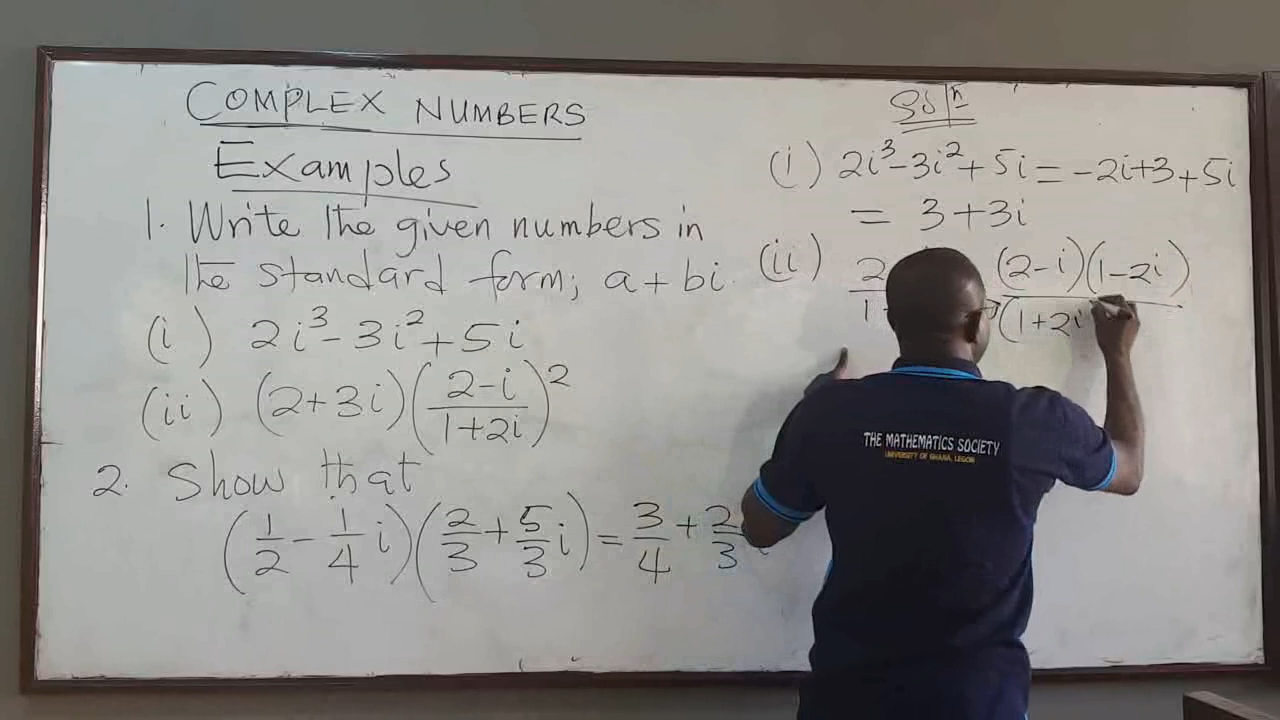 COMPLEX NUMBERS
Examples
1. Write the given numbers in
the standard form; a + bi.
(i) 2i³ - 3i² + 5i
(ii) (2+3i)((2-i)/(1+2i))²
2. Show that
(1/2 - 1/4 i)(2/3 + 5/3 i) = 3/4 + 2/3 i
Solⁿ
(i) 2i³ - 3i² + 5i = -2i + 3 + 5i
= 3 + 3i
(ii) (2-i)(1-2i)
(1+2i
THE MATHEMATICS SOCIETY
UNIVERSITY OF GHANA, LEGON